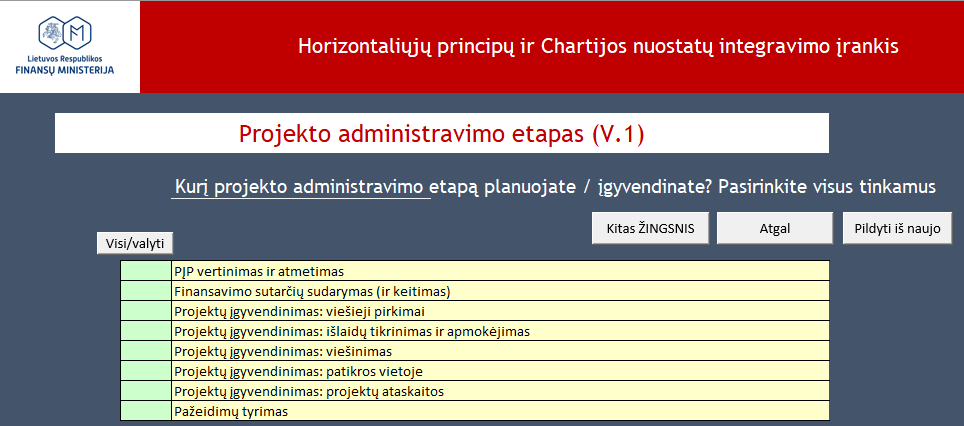 Lietuvos Respublikos
FINANSŲ MINISTERIJA
Horizontaliųjų principų ir Chartijos nuostatų integravimo įrankis
Projekto administravimo etapas (V.1)
Kurį projekto administravimo etapą planuojate / įgyvendinate? Pasirinkite visus tinkamus
Kitas ŽINGSNIS
Atgal
Pildyti iš naujo
Visi/valyti
PĮP vertinimas ir atmetimas
Finansavimo sutarčių sudarymas (ir keitimas)
Projektų įgyvendinimas: viešieji pirkimai
Projektų įgyvendinimas: išlaidų tikrinimas ir apmokėjimas
Projektų įgyvendinimas: viešinimas
Projektų įgyvendinimas: patikros vietoje
Projektų įgyvendinimas: projektų ataskaitos
Pažeidimų tyrimas